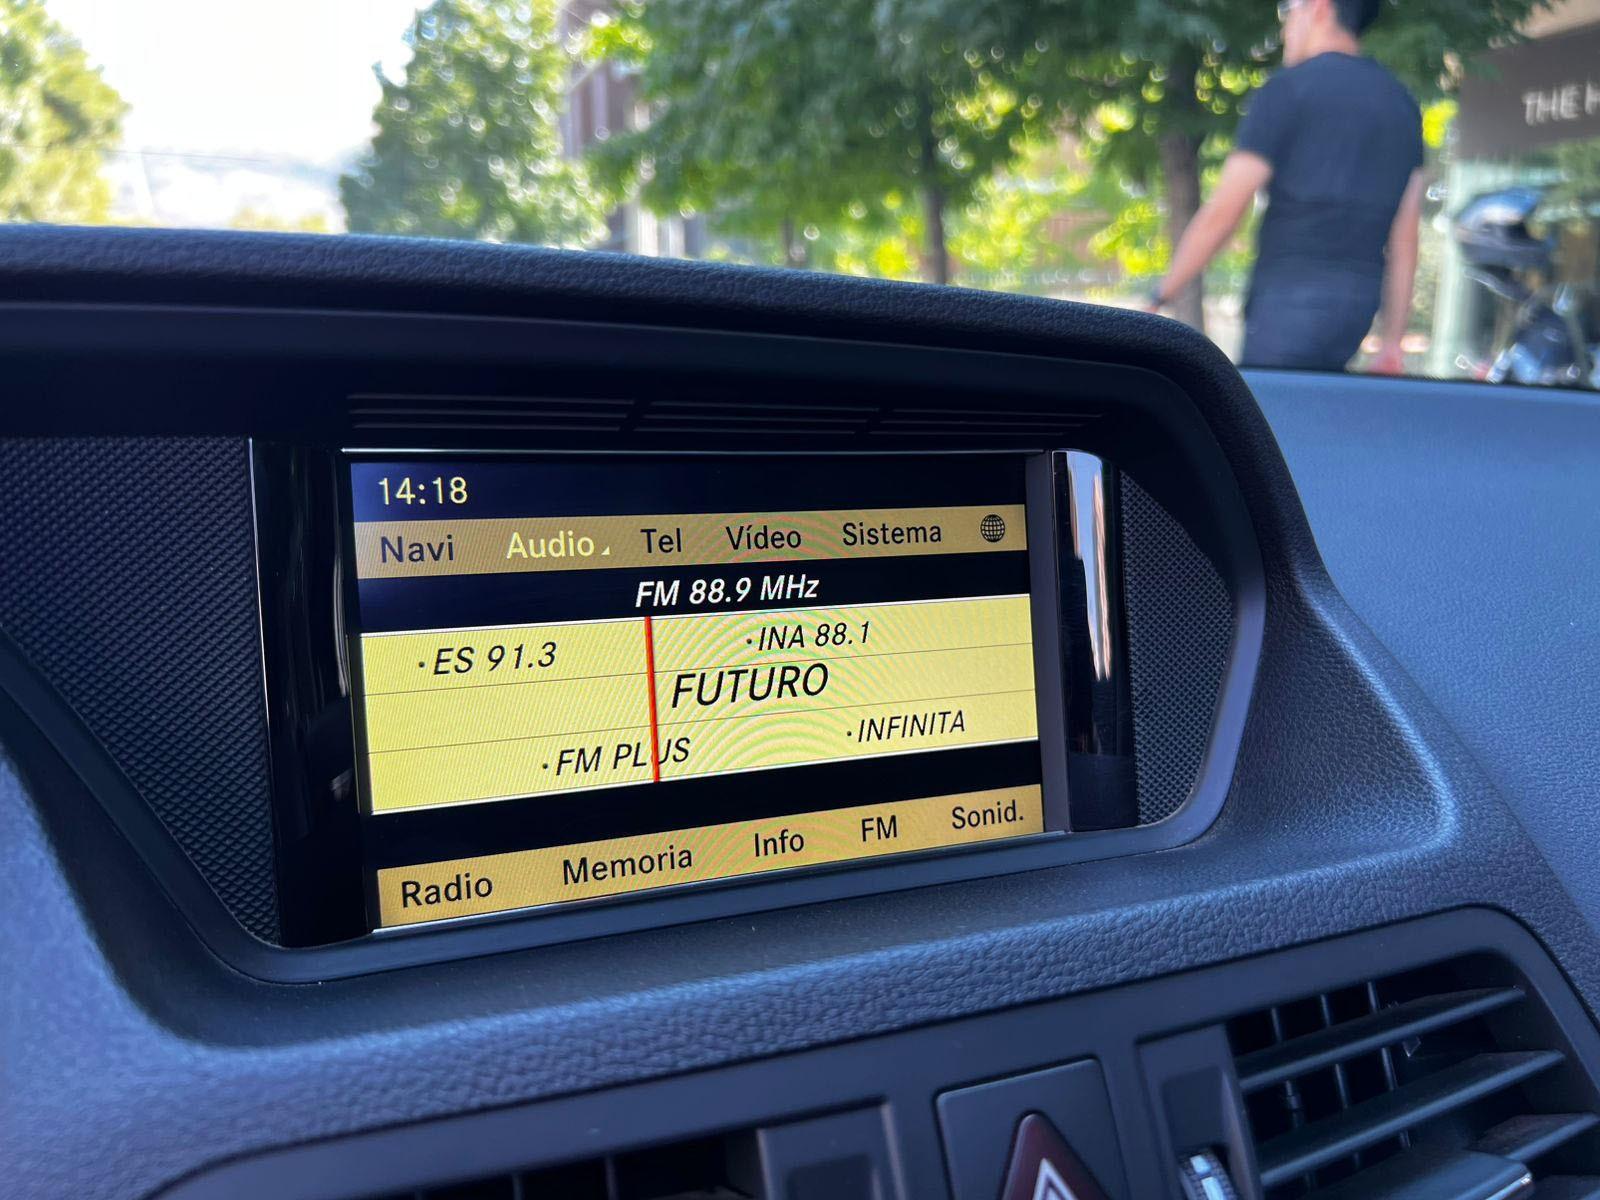 14:18
Navi Audio Tel Vídeo Sistema
FM 88.9 MHz
·ES 91.3 ·INA 88.1
FUTURO
·FM PLUS ·INFINITA
Radio Memoria Info FM Sonid.
THE